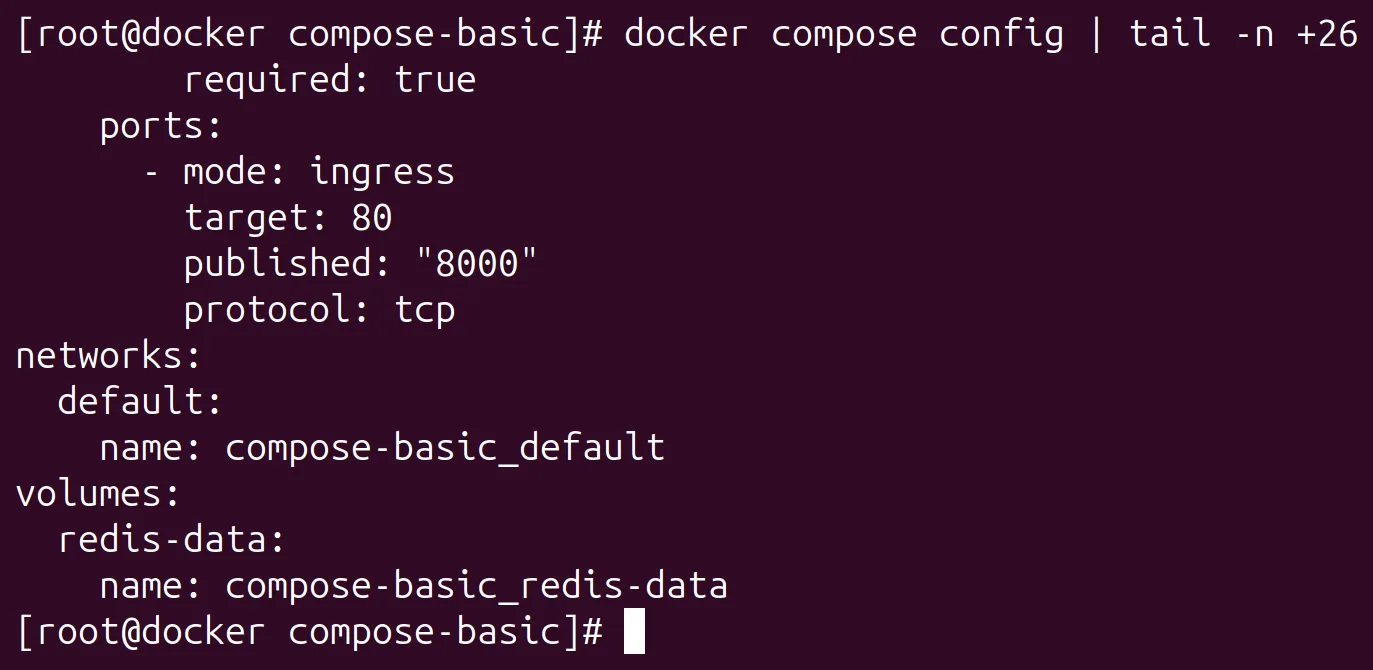 [root@docker compose-basic]# docker compose config | tail -n +26
        required: true
    ports:
      - mode: ingress
        target: 80
        published: "8000"
        protocol: tcp
networks:
  default:
    name: compose-basic_default
volumes:
  redis-data:
    name: compose-basic_redis-data
[root@docker compose-basic]#